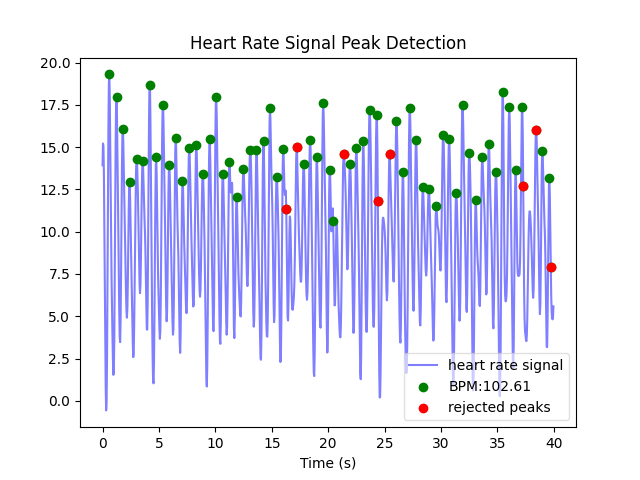 Heart Rate Signal Peak Detection
20.0
17.5
15.0
12.5
10.0
7.5
5.0
2.5
0.0
heart rate signal
BPM:102.61
rejected peaks
0 5 10 15 20 25 30 35 40
Time (s)